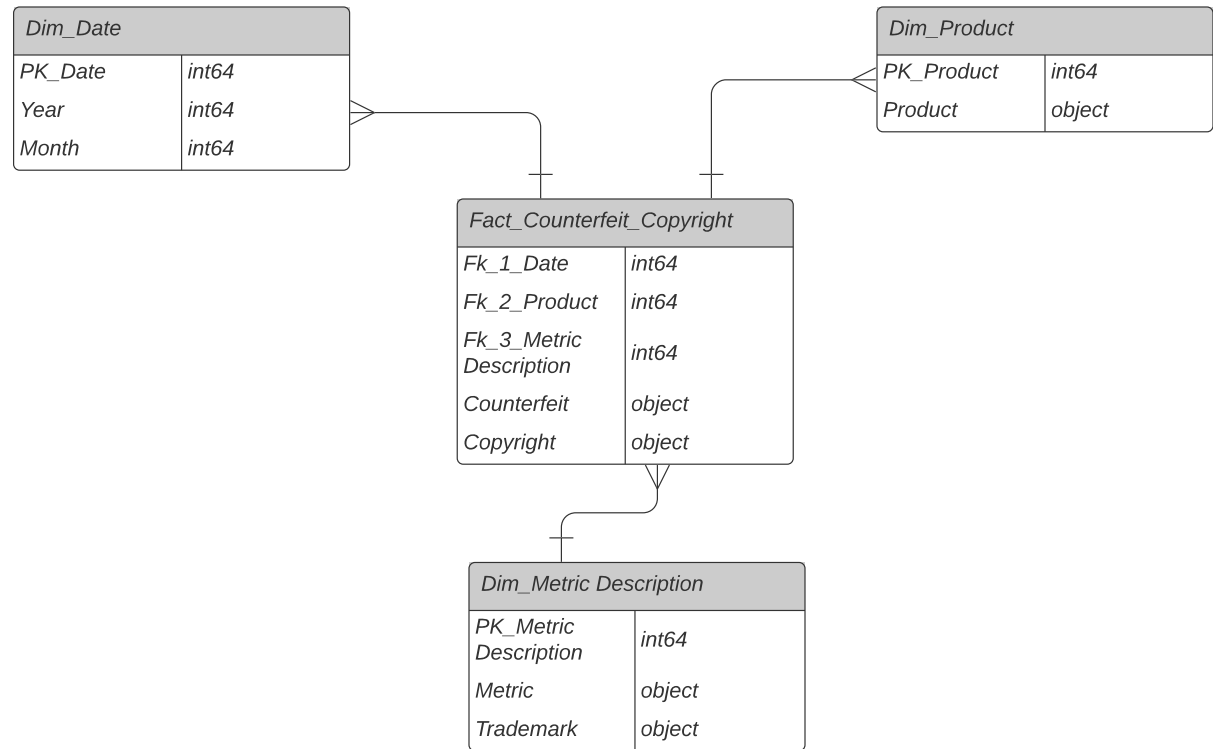 Dim_Date
PK_Date int64
Year int64
Month int64
Dim_Product
PK_Product int64
Product object
Fact_Counterfeit_Copyright
Fk_1_Date int64
Fk_2_Product int64
Fk_3_Metric
Description int64
Counterfeit object
Copyright object
Dim_Metric Description
PK_Metric
Description int64
Metric object
Trademark object